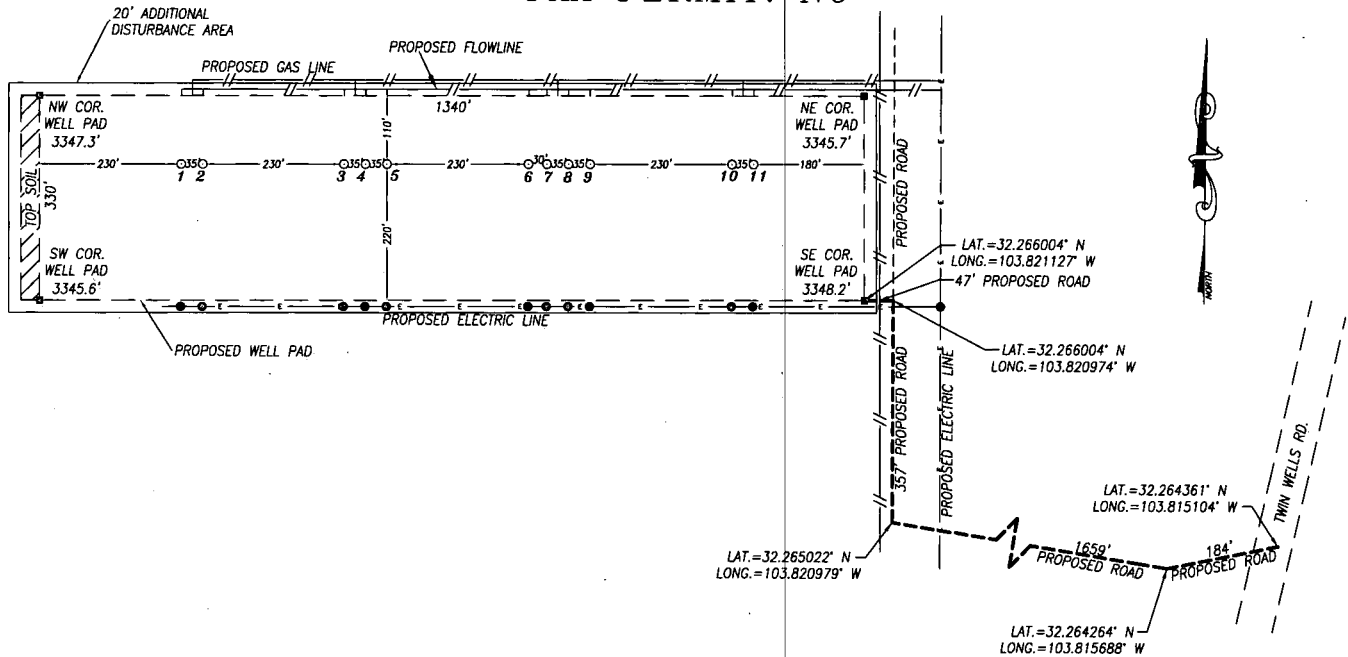 20' ADDITIONAL
DISTURBANCE AREA
PROPOSED GAS LINE
PROPOSED FLOWLINE
1340'
NW COR.
WELL PAD
3347.3'
NE COR.
WELL PAD
3345.7'
110'
230' 35' 230' 35' 35' 230' 30' 35' 35' 230' 35' 180'
1 2 3 4 5 6 7 8 9 10 11
TOP SOIL
330'
220'
PROPOSED ROAD
NORTH
SW COR.
WELL PAD
3345.6'
SE COR.
WELL PAD
3348.2'
LAT.=32.266004° N
LONG.=103.821127° W
47' PROPOSED ROAD
E E E E E E E
PROPOSED ELECTRIC LINE
PROPOSED WELL PAD
LAT.=32.266004° N
LONG.=103.820974° W
357' PROPOSED ROAD
PROPOSED ELECTRIC LINE
TWIN WELLS RD.
LAT.=32.264361° N
LONG.=103.815104° W
LAT.=32.265022° N
LONG.=103.820979° W
1659'
PROPOSED ROAD
184'
PROPOSED ROAD
LAT.=32.264264° N
LONG.=103.815688° W